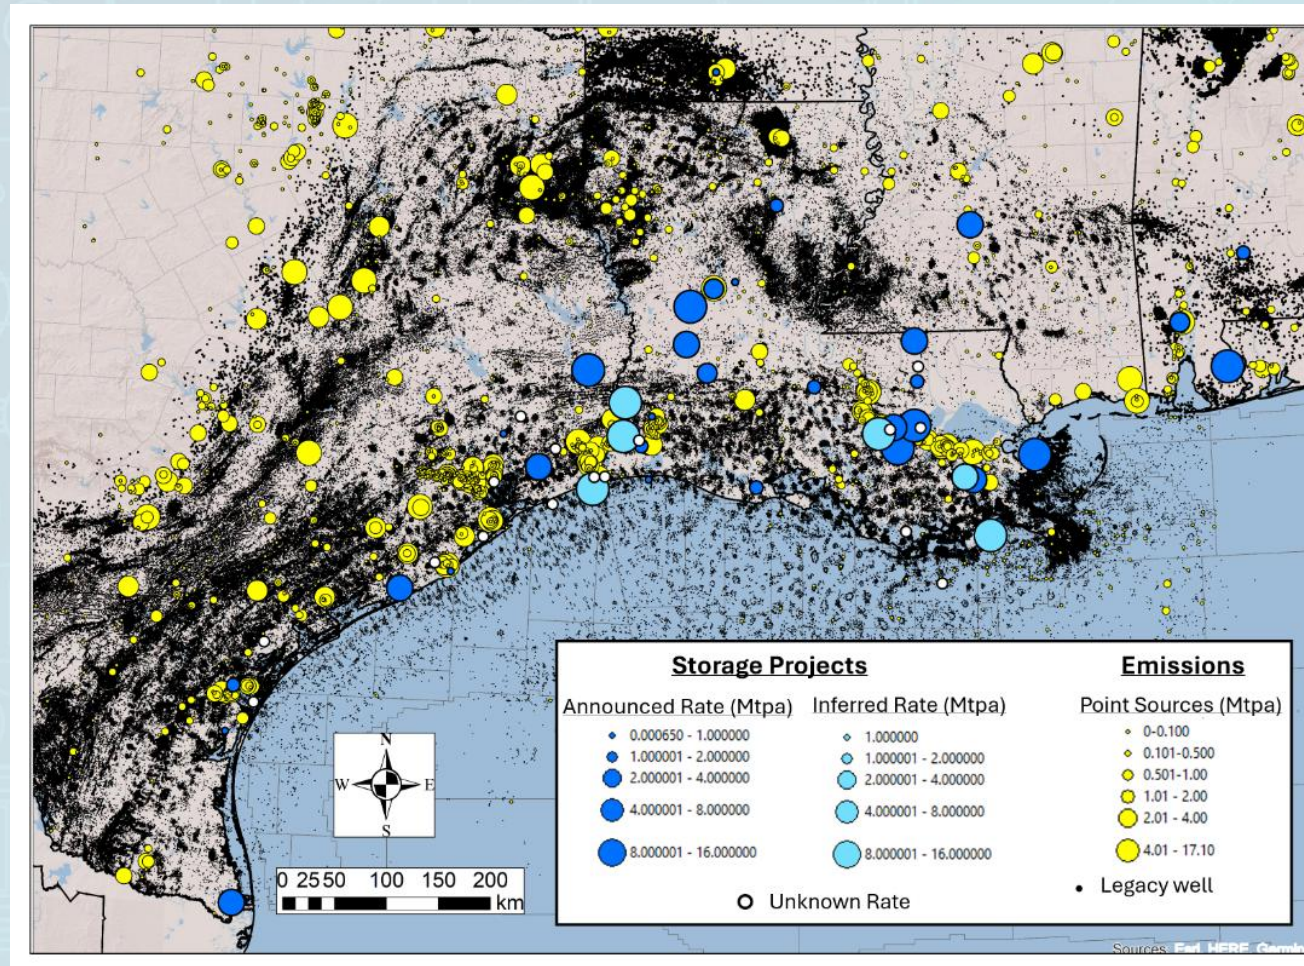 Storage Projects
Emissions
Announced Rate (Mtpa)
Inferred Rate (Mtpa)
Point Sources (Mtpa)
0.000650 - 1.000000
1.000000
0-0.100
1.000001 - 2.000000
1.000001 - 2.000000
0.101-0.500
2.000001 - 4.000000
2.000001 - 4.000000
0.501-1.00
4.000001 - 8.000000
4.000001 - 8.000000
1.01 - 2.00
2.01 - 4.00
8.000001 - 16.000000
8.000001 - 16.000000
4.01 - 17.10
Unknown Rate
Legacy well
N
W E
S
0 25 50 100 150 200
km
Sources: Esri, HERE, Garmin